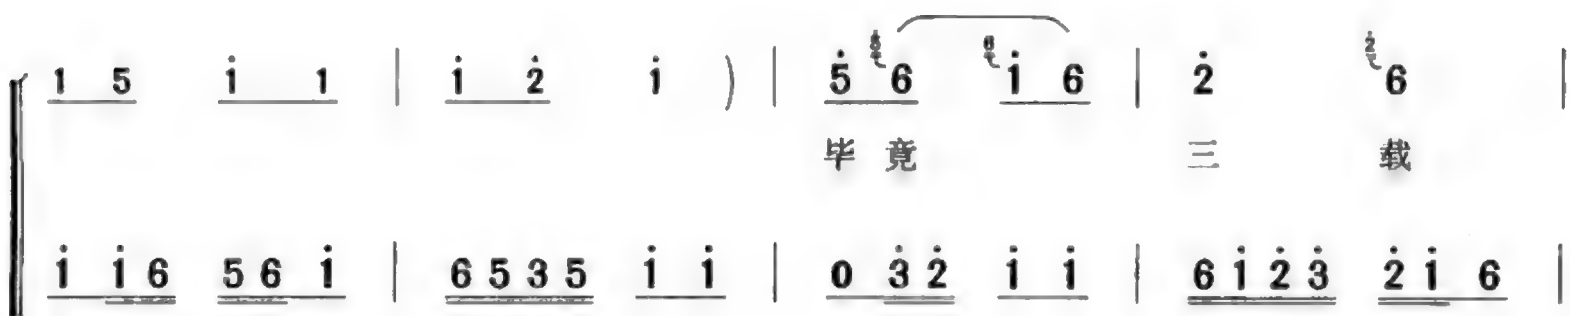 1 5 i̇ 1 | i̇ 2̇ i̇ ) | 5̇ 6 i̇ 6 | 2̇ 6 |
毕竟 三 载
i̇ i̇ 6 5 6 i̇ | 6 5 3 5 i̇ i̇ | 0 3̇ 2̇ i̇ i̇ | 6 i̇ 2̇ 3̇ 2̇ i̇ 6 |